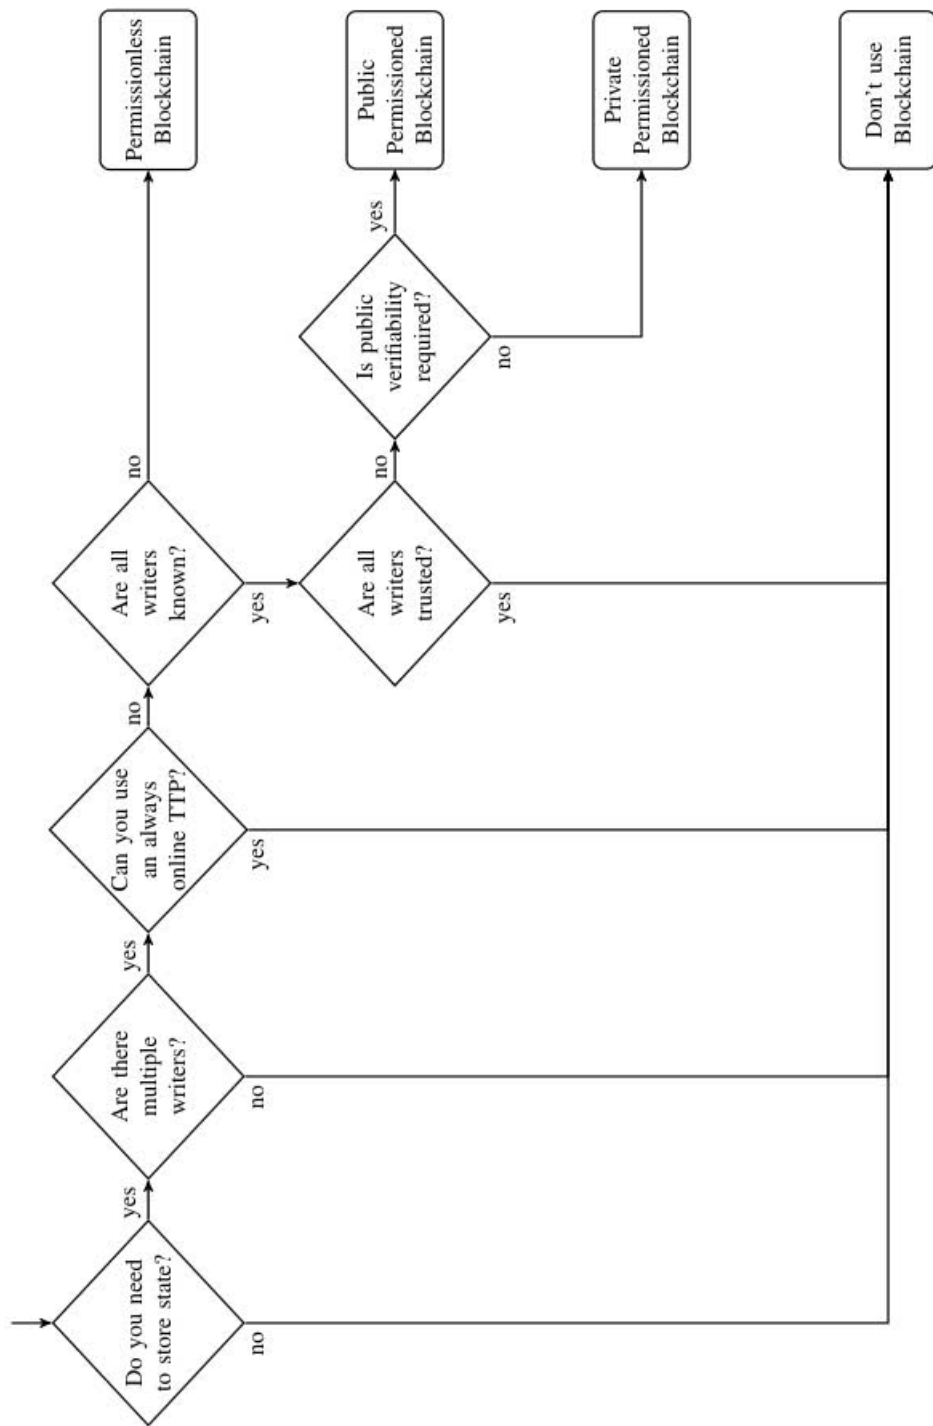 Do you need
to store state?
yes
no
Are there
multiple
writers?
yes
no
Can you use
an always
online TTP?
no
yes
Are all
writers
known?
no
yes
Permissionless
Blockchain
Are all
writers
trusted?
no
yes
Is public
verifiability
required?
yes
no
Public
Permissioned
Blockchain
Private
Permissioned
Blockchain
Don't use
Blockchain